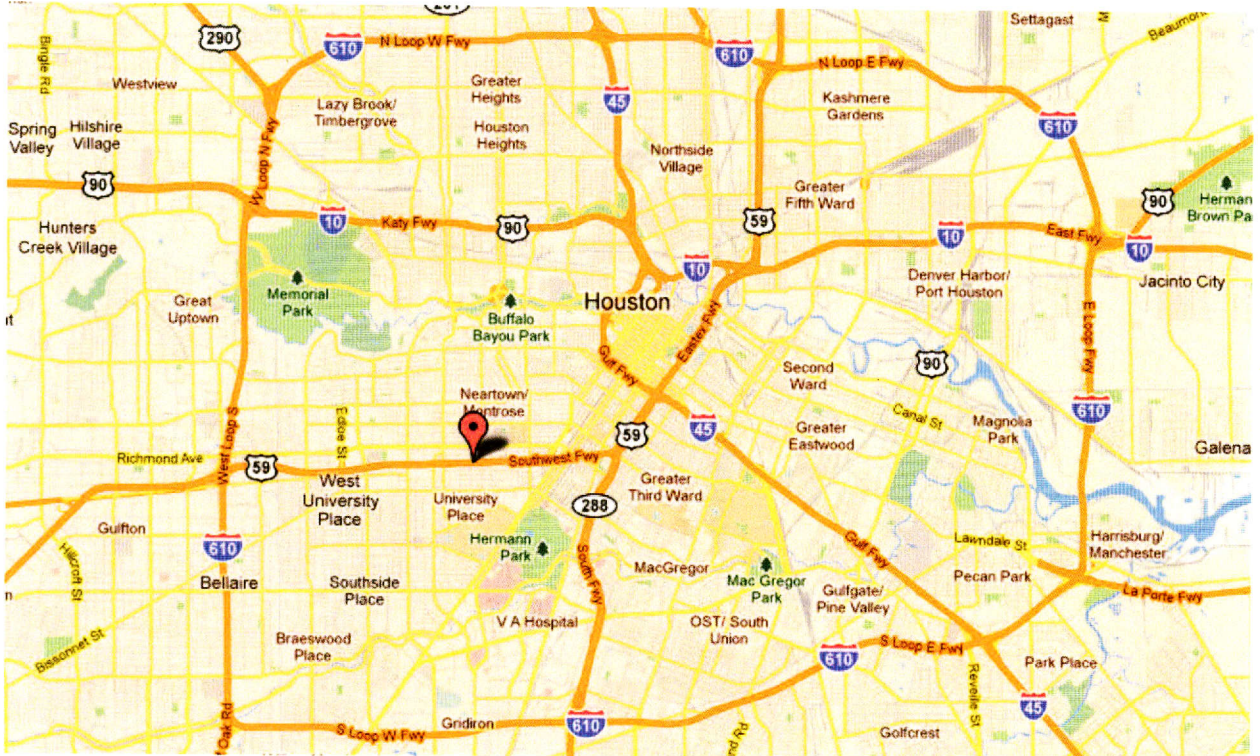 Settagast
Beaumont
Bingle Rd
290
610
N Loop W Fwy
610
N Loop E Fwy
Westview
Greater
Heights
45
Kashmere
Gardens
Lazy Brook/
Timbergrove
610
Spring
Valley
Hilshire
Village
Houston
Heights
W Loop N Fwy
Northside
Village
90
Greater
Fifth Ward
90
Herman
Brown Pa
10
Katy Fwy
90
59
10
East Fwy
10
Hunters
Creek Village
10
Denver Harbor/
Port Houston
Jacinto City
Memorial
Park
Great
Uptown
Houston
Buffalo
Bayou Park
Eastex Fwy
E Loop Fwy
Gulf Fwy
Second
Ward
90
Neartown/
Montrose
Edloe St
West Loop S
59
45
Canal St
610
Greater
Eastwood
Magnolia
Park
Galena
Richmond Ave
59
Southwest Fwy
West
University
Place
University
Place
Greater
Third Ward
288
Gulfton
Hermann
Park
610
Hillcroft St
Bellaire
Southside
Place
South Fwy
MacGregor
Mac Gregor
Park
Gulf Fwy
Lawndale St
Harrisburg/
Manchester
Pecan Park
La Porte Fwy
Gulfgate/
Pine Valley
V A Hospital
OST/ South
Union
Bissonnet St
Braeswood
Place
610
S Loop E Fwy
Park Place
Reveille St
45
Oak Rd
S Loop W Fwy
Gridiron
610
Golfcrest